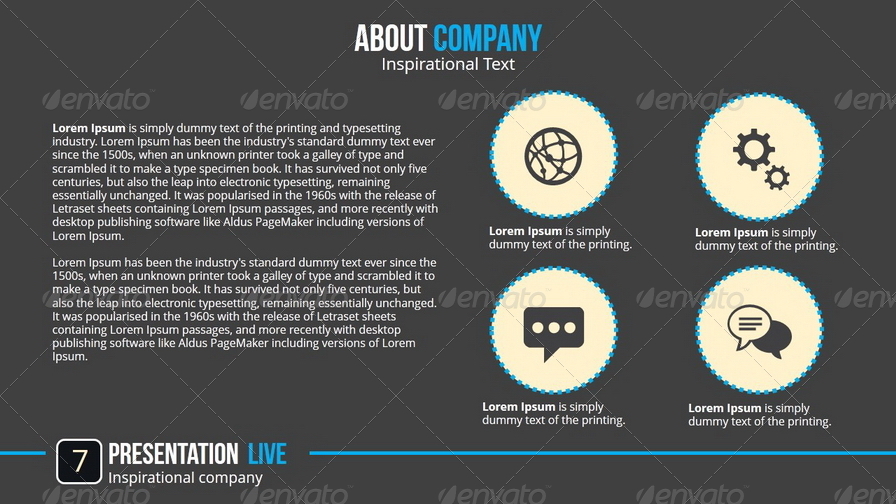 ABOUT COMPANY
Inspirational Text
Lorem Ipsum is simply dummy text of the printing and typesetting
industry. Lorem Ipsum has been the industry's standard dummy text ever
since the 1500s, when an unknown printer took a galley of type and
scrambled it to make a type specimen book. It has survived not only five
centuries, but also the leap into electronic typesetting, remaining
essentially unchanged. It was popularised in the 1960s with the release of
Letraset sheets containing Lorem Ipsum passages, and more recently with
desktop publishing software like Aldus PageMaker including versions of
Lorem Ipsum.
Lorem Ipsum has been the industry's standard dummy text ever since the
1500s, when an unknown printer took a galley of type and scrambled it to
make a type specimen book. It has survived not only five centuries, but
also the leap into electronic typesetting, remaining essentially unchanged.
It was popularised in the 1960s with the release of Letraset sheets
containing Lorem Ipsum passages, and more recently with desktop
publishing software like Aldus PageMaker including versions of Lorem
Ipsum.
Lorem Ipsum is simply
dummy text of the printing.
Lorem Ipsum is simply
dummy text of the printing.
Lorem Ipsum is simply
dummy text of the printing.
Lorem Ipsum is simply
dummy text of the printing.
7
PRESENTATION LIVE
Inspirational company
envato envato envato envato envato
envato envato envato envato envato
envato envato envato envato envato